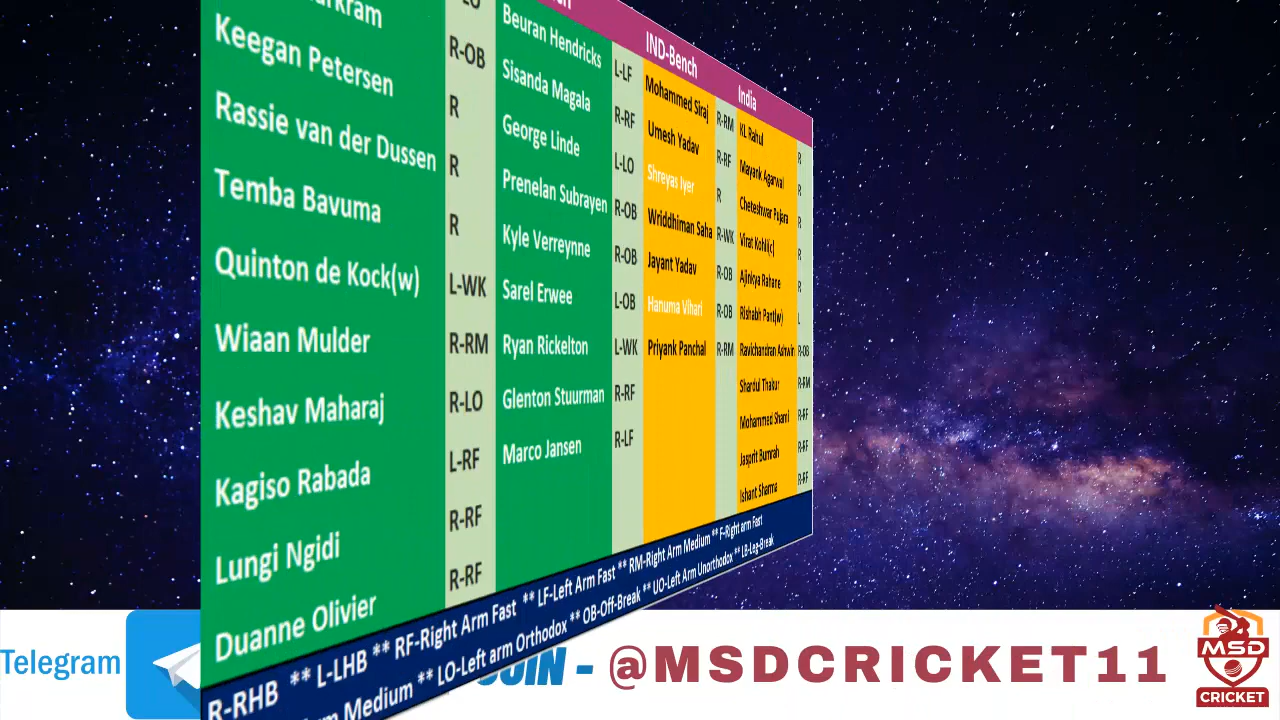 Keegan Petersen
Rassie van der Dussen
Temba Bavuma
Quinton de Kock(w)
Wiaan Mulder
Keshav Maharaj
Kagiso Rabada
Lungi Ngidi
Duanne Olivier
R-OB
R
R
R
L-WK
R-RM
R-LO
L-RF
R-RF
R-RF
Beuran Hendricks
Sisanda Magala
George Linde
Prenelan Subrayen
Kyle Verreynne
Sarel Erwee
Ryan Rickelton
Glenton Stuurman
Marco Jansen
L-LF
R-RF
L-LO
R-OB
R-OB
L-OB
L-WK
R-RF
R-LF
IND-Bench
Mohammed Siraj
Umesh Yadav
Shreyas Iyer
Wriddhiman Saha
Jayant Yadav
Hanuma Vihari
Priyank Panchal
R-RM
R-RF
R
R-WK
R-OB
R-OB
R-RM
India
KL Rahul
Mayank Agarwal
Cheteshwar Pujara
Virat Kohli(c)
Ajinkya Rahane
Rishabh Pant(w)
Ravichandran Ashwin
Shardul Thakur
Mohammed Shami
Jasprit Bumrah
Ishant Sharma
R
R
R
R
R
L
R-OB
R-RM
R-RF
R-RF
R-RF
R-RHB ** L-LHB ** RF-Right Arm Fast ** LF-Left Arm Fast ** RM-Right Arm Medium ** F-Right arm Fast
Medium ** LO-Left arm Orthodox ** OB-Off-Break ** UO-Left Arm Unorthodox ** LB-Leg-Break
Telegram
- @MSDCRICKET11
MSD
CRICKET